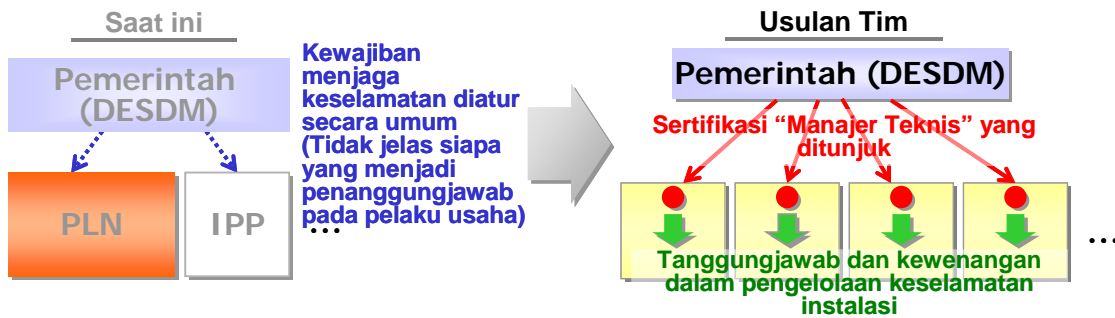 Saat ini
Pemerintah
(DESDM)
Kewajiban
menjaga
keselamatan diatur
secara umum
(Tidak jelas siapa
yang menjadi
penanggungjawab
pada pelaku usaha)
PLN
IPP
...
Usulan Tim
Pemerintah (DESDM)
Sertifikasi “Manajer Teknis” yang
ditunjuk
...
Tanggungjawab dan kewenangan
dalam pengelolaan keselamatan
instalasi